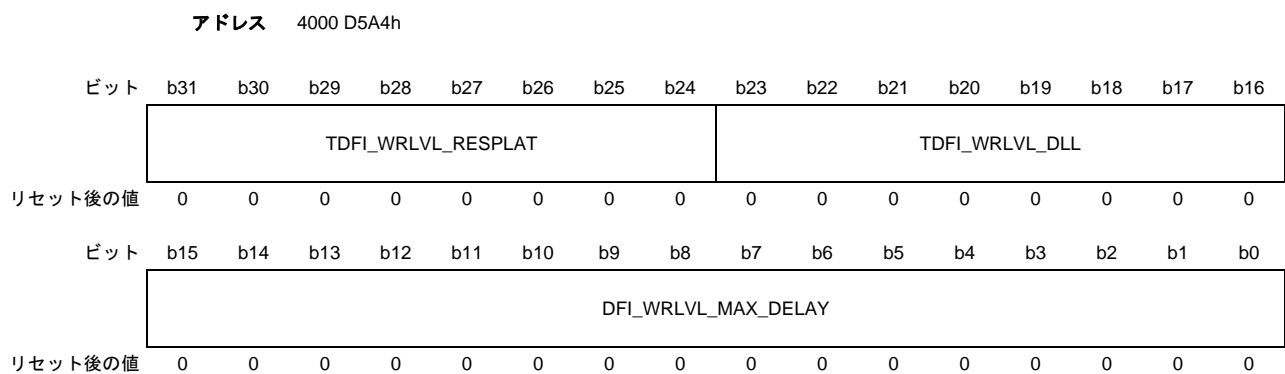 アドレス 4000 D5A4h
ビット b31 b30 b29 b28 b27 b26 b25 b24 b23 b22 b21 b20 b19 b18 b17 b16
TDFI_WRLVL_RESPLAT TDFI_WRLVL_DLL
リセット後の値 0 0 0 0 0 0 0 0 0 0 0 0 0 0 0 0
ビット b15 b14 b13 b12 b11 b10 b9 b8 b7 b6 b5 b4 b3 b2 b1 b0
DFI_WRLVL_MAX_DELAY
リセット後の値 0 0 0 0 0 0 0 0 0 0 0 0 0 0 0 0